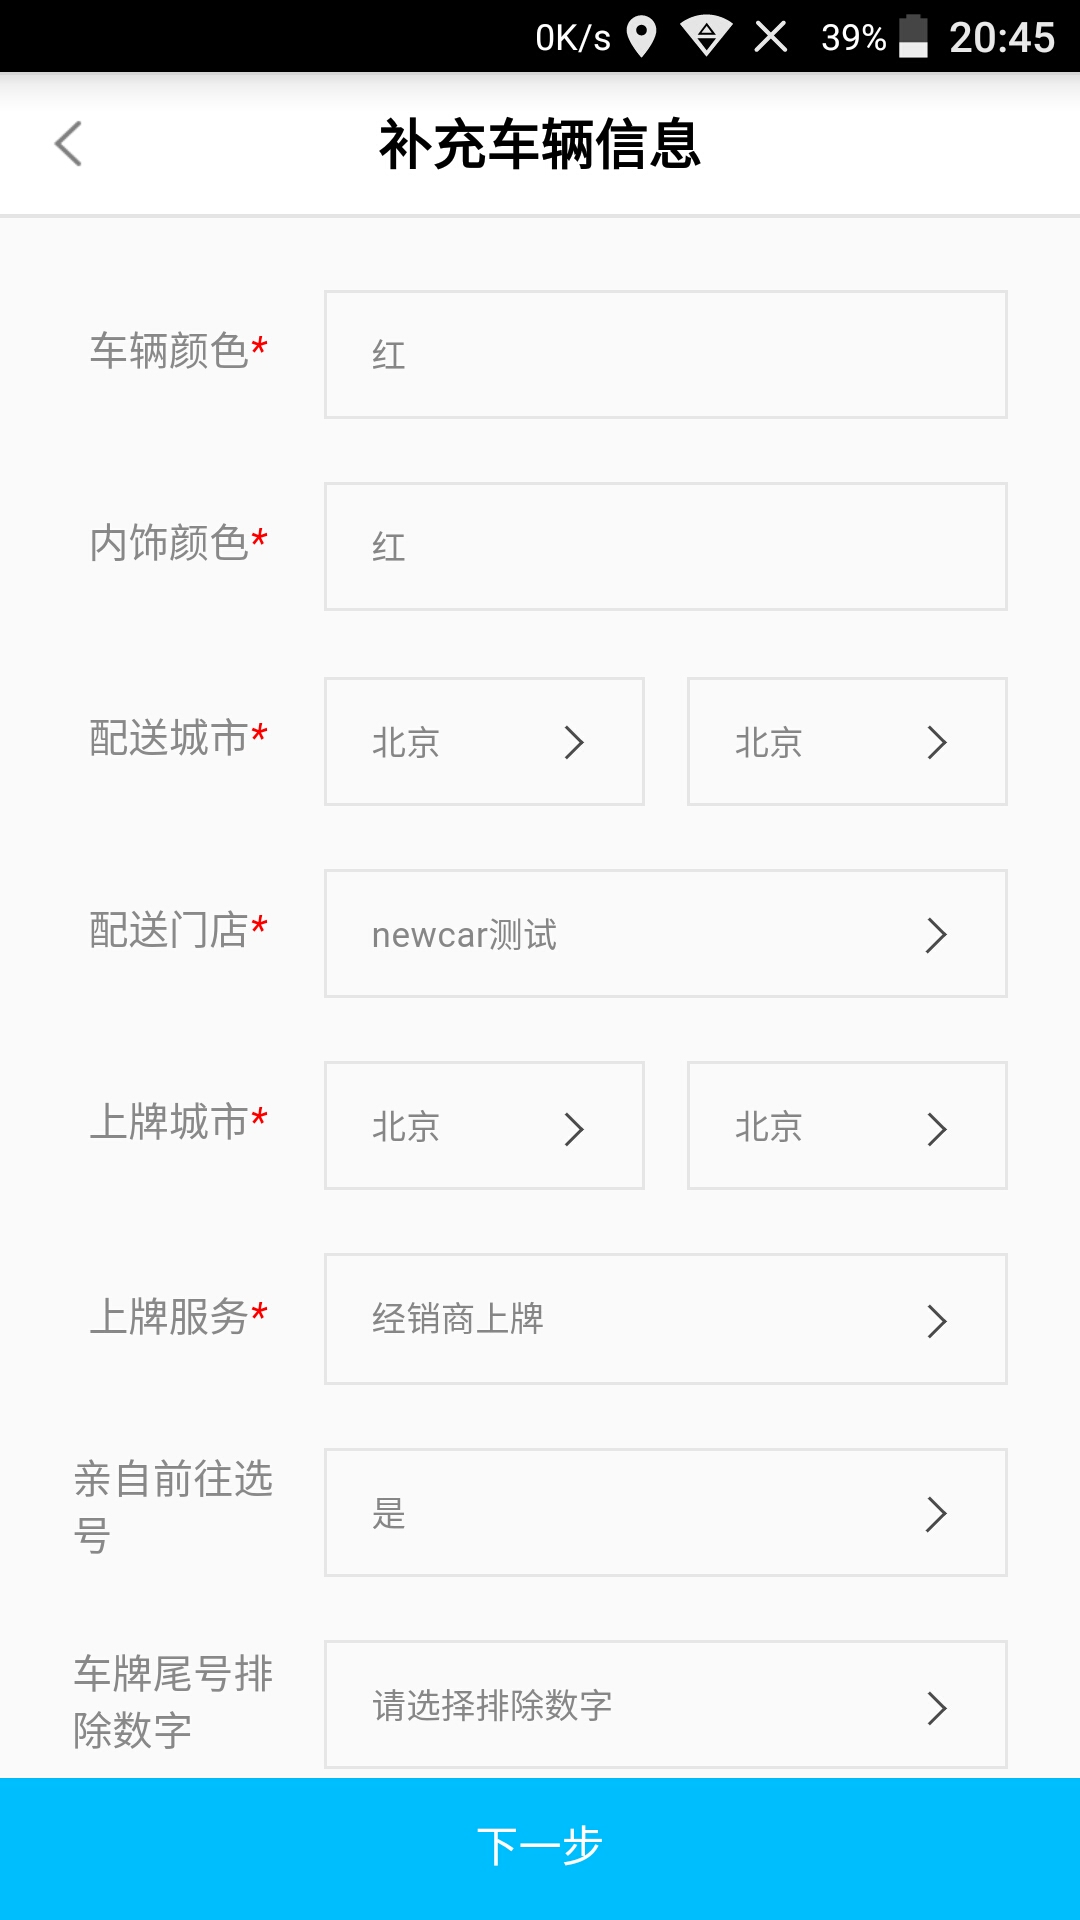 0K/s 39% 20:45
补充车辆信息
车辆颜色* 红
内饰颜色* 红
配送城市* 北京 北京
配送门店* newcar测试
上牌城市* 北京 北京
上牌服务* 经销商上牌
亲自前往选
号
是
车牌尾号排
除数字
请选择排除数字
下一步